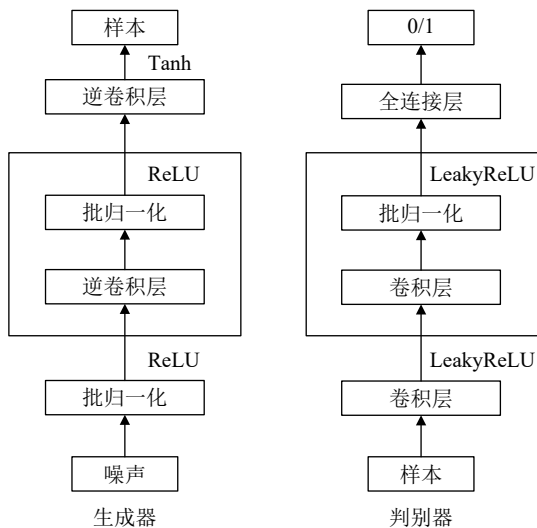 样本
Tanh
逆卷积层
ReLU
批归一化
逆卷积层
ReLU
批归一化
噪声
生成器
0/1
全连接层
LeakyReLU
批归一化
卷积层
LeakyReLU
卷积层
样本
判别器